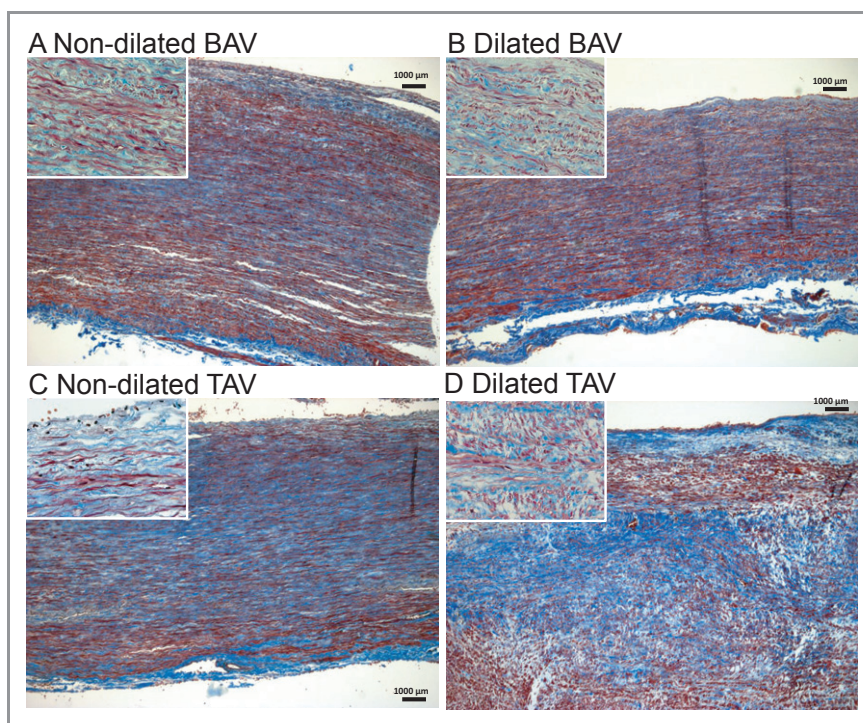 A Non-dilated BAV
1000 µm
B Dilated BAV
1000 µm
C Non-dilated TAV
1000 µm
D Dilated TAV
1000 µm